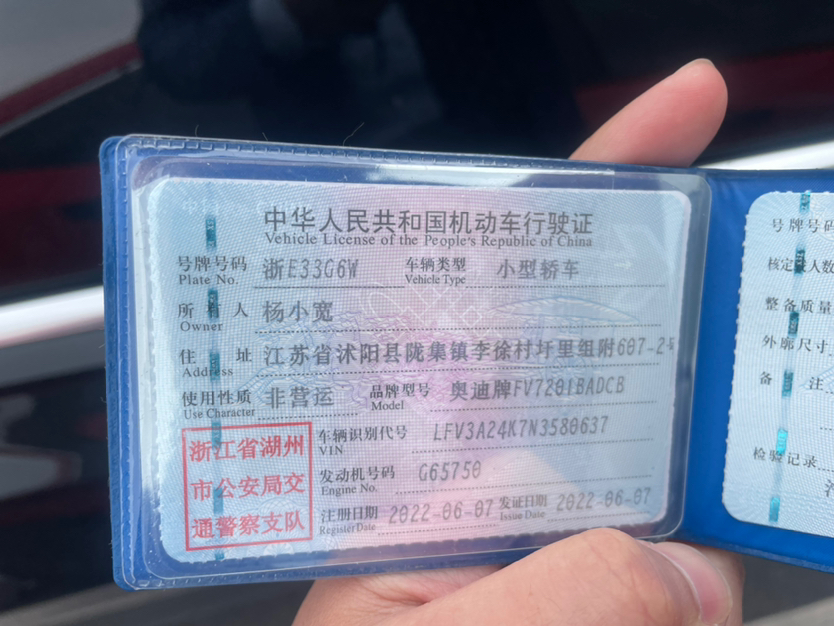 中华人民共和国机动车行驶证
Vehicle License of the People's Republic of China
号牌号码 浙E33G6W 车辆类型 小型轿车
Plate No. Vehicle Type
所有人 杨小宽
Owner
住址 江苏省沭阳县陇集镇李徐村圩里组附607-2号
Address
使用性质 非营运 品牌型号 奥迪牌FV7201BADCB
Use Character Model
浙江省湖州
市公安局交
通警察支队
车辆识别代号 LFV3A24K7N3580637
VIN
发动机号码 G65750
Engine No.
注册日期 2022-06-07 发证日期 2022-06-07
Register Date Issue Date
号牌号码
核定载人数
整备质量
外廓尺寸
备注
检验记录